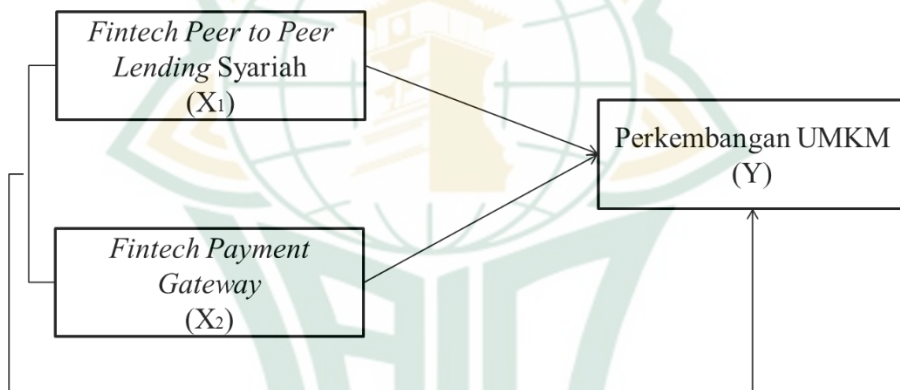 Fintech Peer to Peer
Lending Syariah
(X1)
Perkembangan UMKM
(Y)
Fintech Payment
Gateway
(X2)